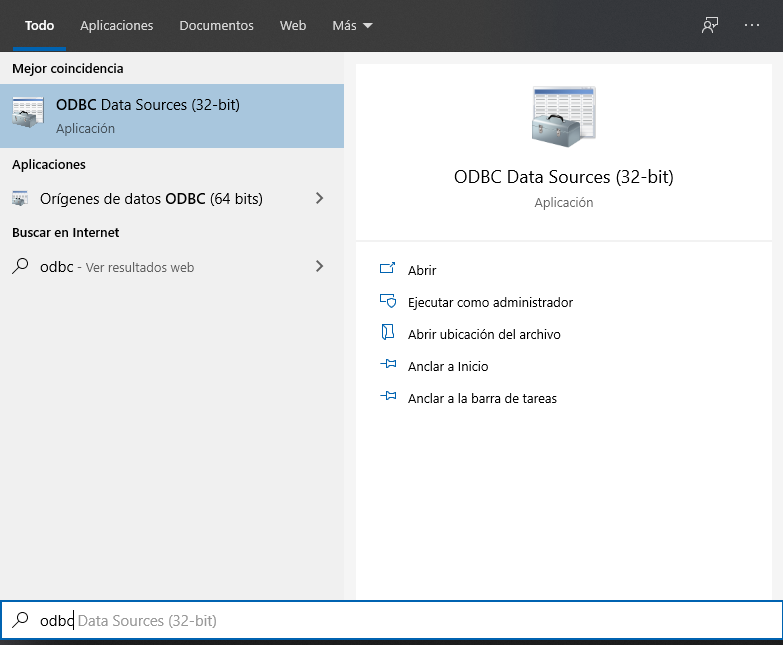 Todo Aplicaciones Documentos Web Más
Mejor coincidencia
ODBC Data Sources (32-bit)
Aplicación
Aplicaciones
Orígenes de datos ODBC (64 bits)
Buscar en Internet
odbc - Ver resultados web
ODBC Data Sources (32-bit)
Aplicación
Abrir
Ejecutar como administrador
Abrir ubicación del archivo
Anclar a Inicio
Anclar a la barra de tareas
odbc Data Sources (32-bit)